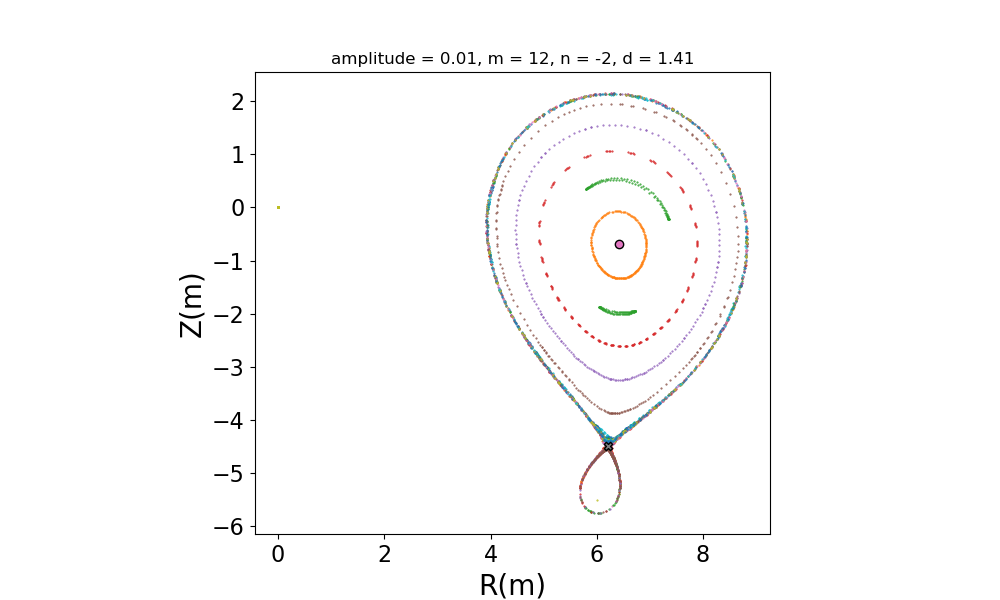 amplitude = 0.01, m = 12, n = -2, d = 1.41
2
1
0
−1
−2
−3
−4
−5
−6
Z(m)
0 2 4 6 8
R(m)